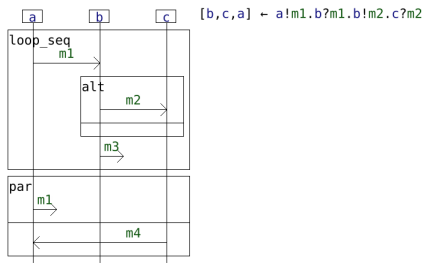 a b c [b,c,a] ← a!m1.b?m1.b!m2.c?m2
loop_seq
m1
alt
m2
m3
par
m1
m4